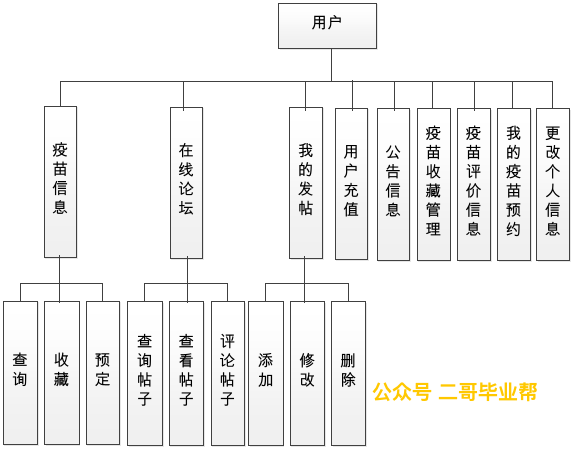 用户
疫苗信息
在线论坛
我的发帖
用户充值
公告信息
疫苗收藏管理
疫苗评价信息
我的疫苗预约
更改个人信息
查询
收藏
预定
查询帖子
查看帖子
评论帖子
添加
修改
删除
公众号 二哥毕业帮